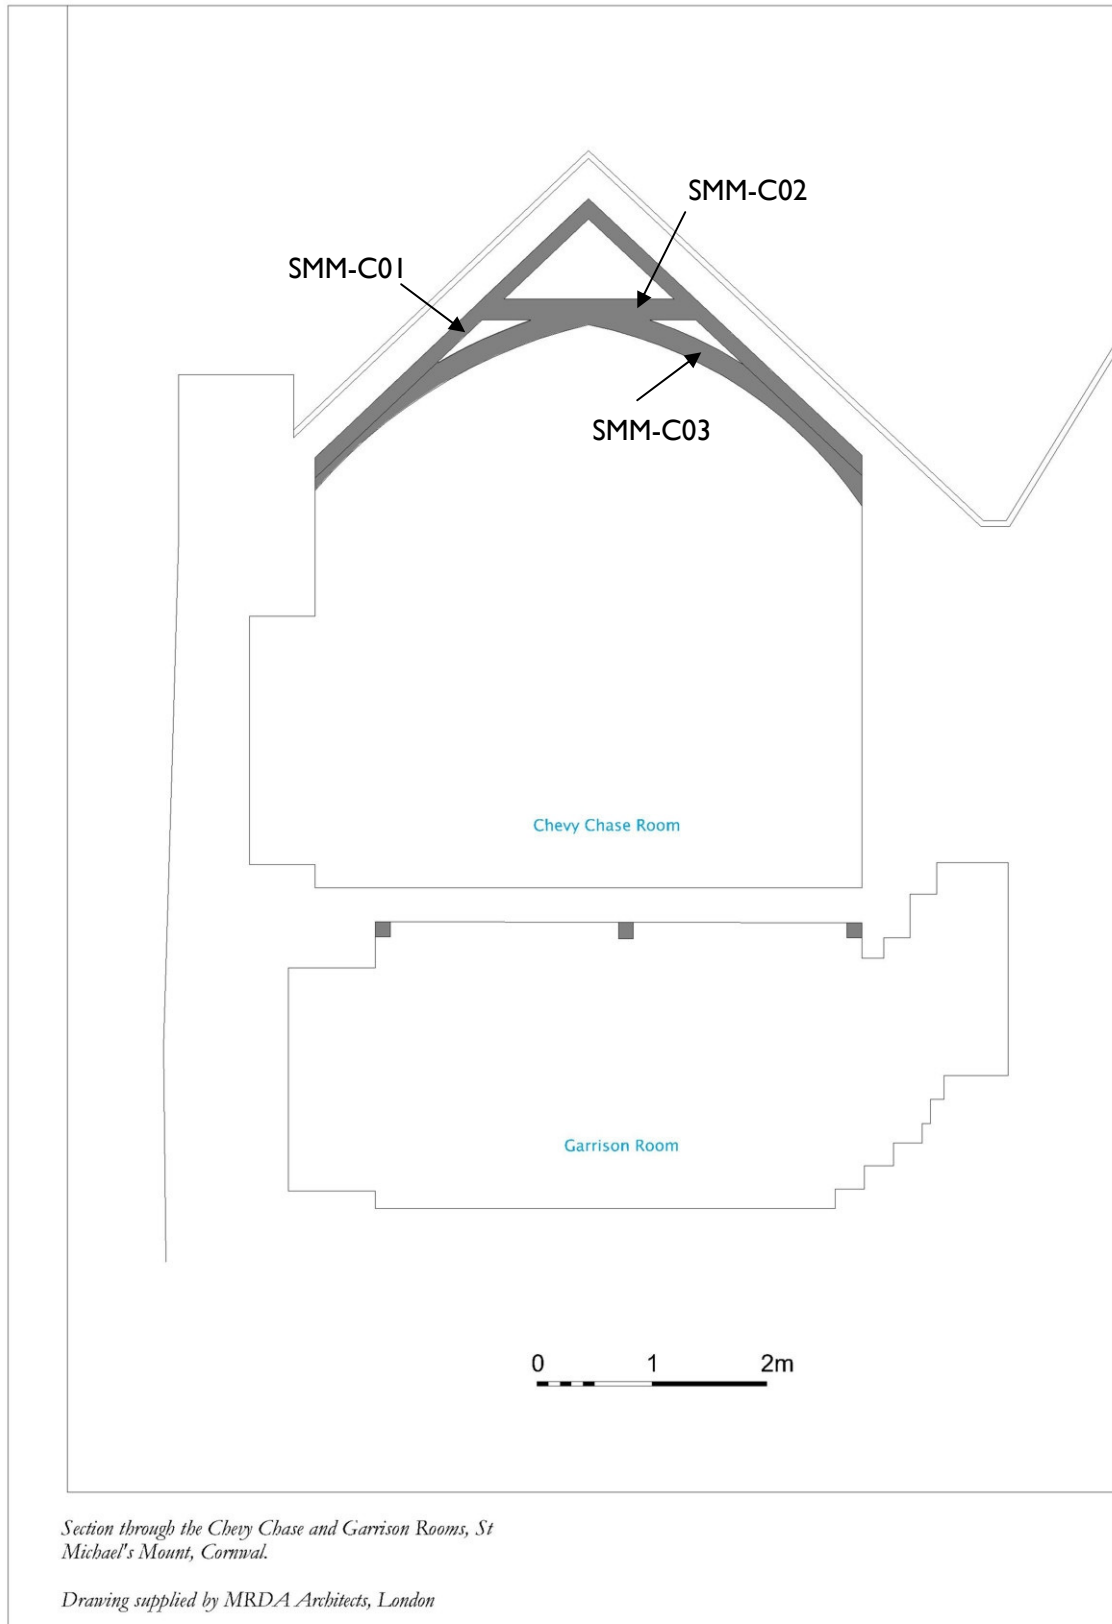 SMM-C02
SMM-C01
SMM-C03
Chevy Chase Room
Garrison Room
0 1 2m
Section through the Chevy Chase and Garrison Rooms, St
Michael's Mount, Cornwal.
Drawing supplied by MRDA Architects, London